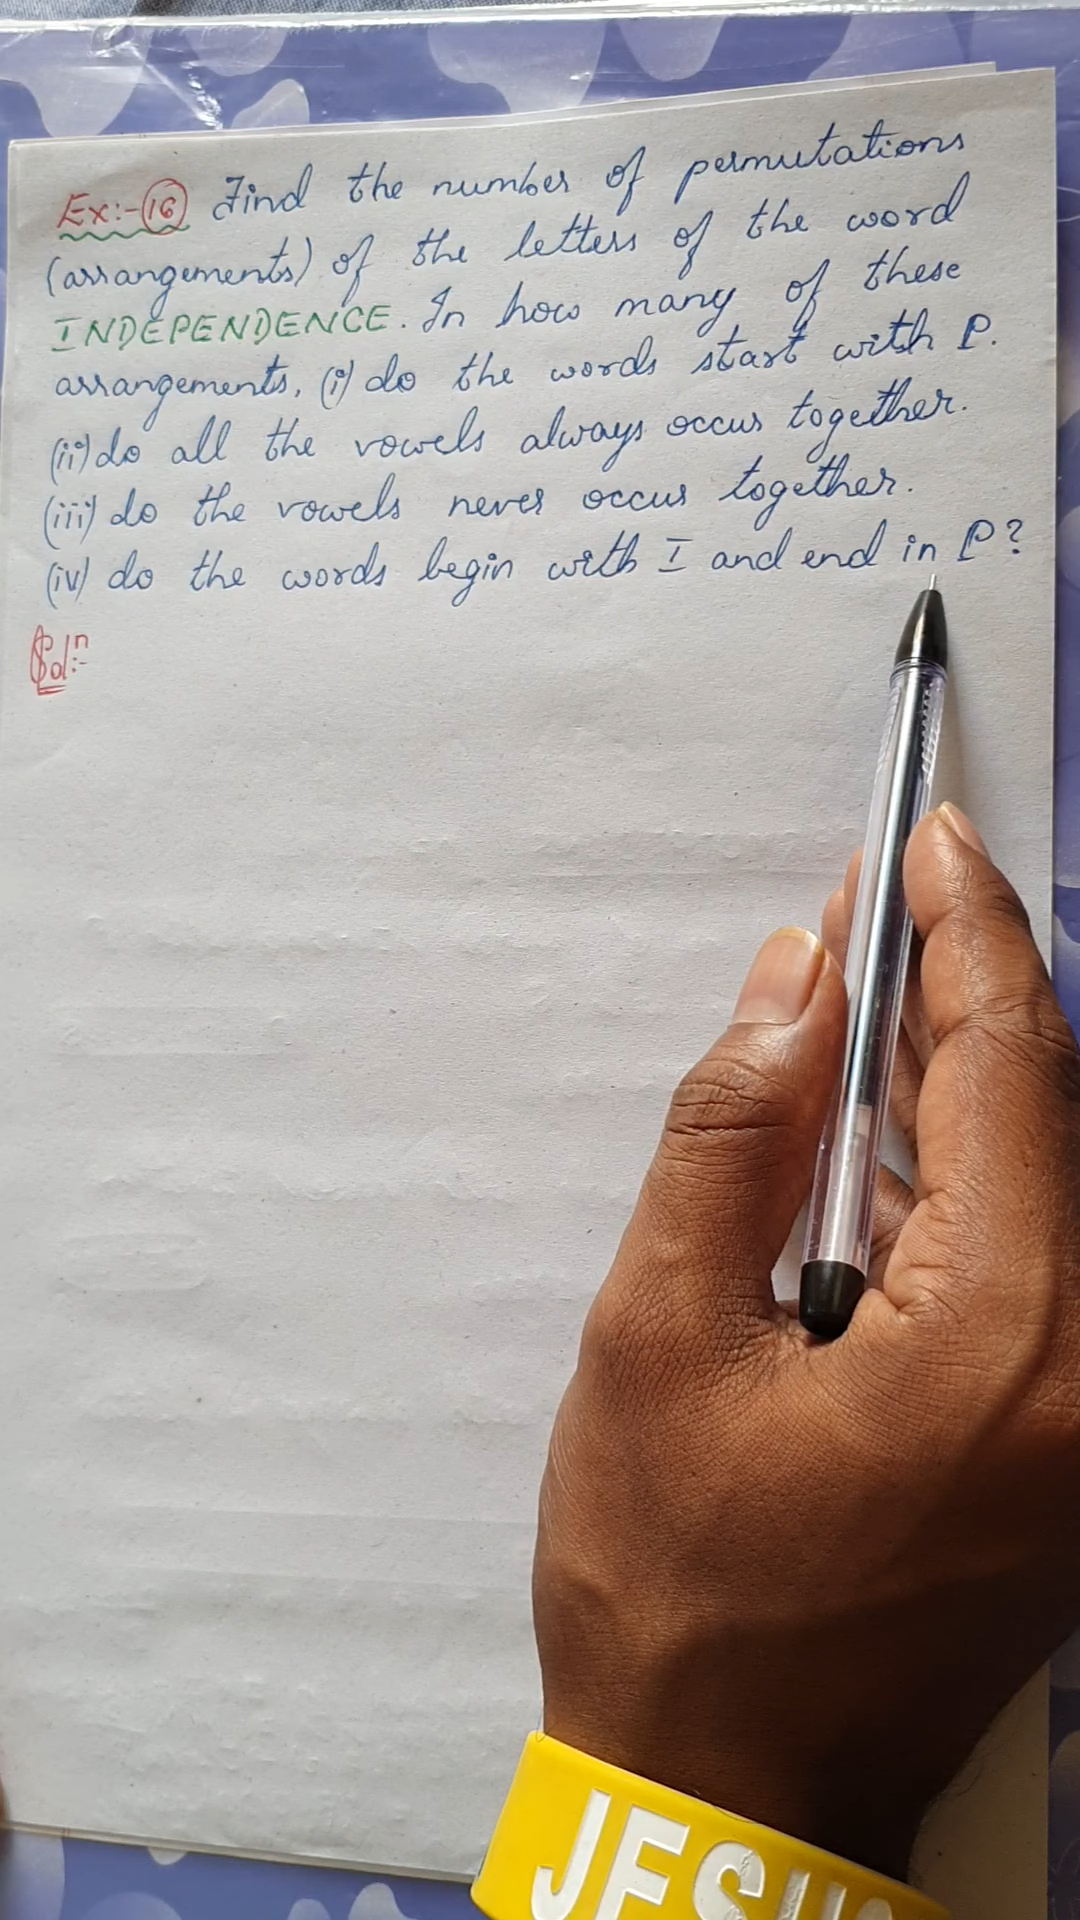 Ex:-(16) Find the number of permutations
(arrangements) of the letters of the word
INDEPENDENCE. In how many of these
arrangements, (i) do the words start with P.
(ii) do all the vowels always occur together.
(iii) do the vowels never occur together.
(iv) do the words begin with I and end in P?
Solⁿ:-